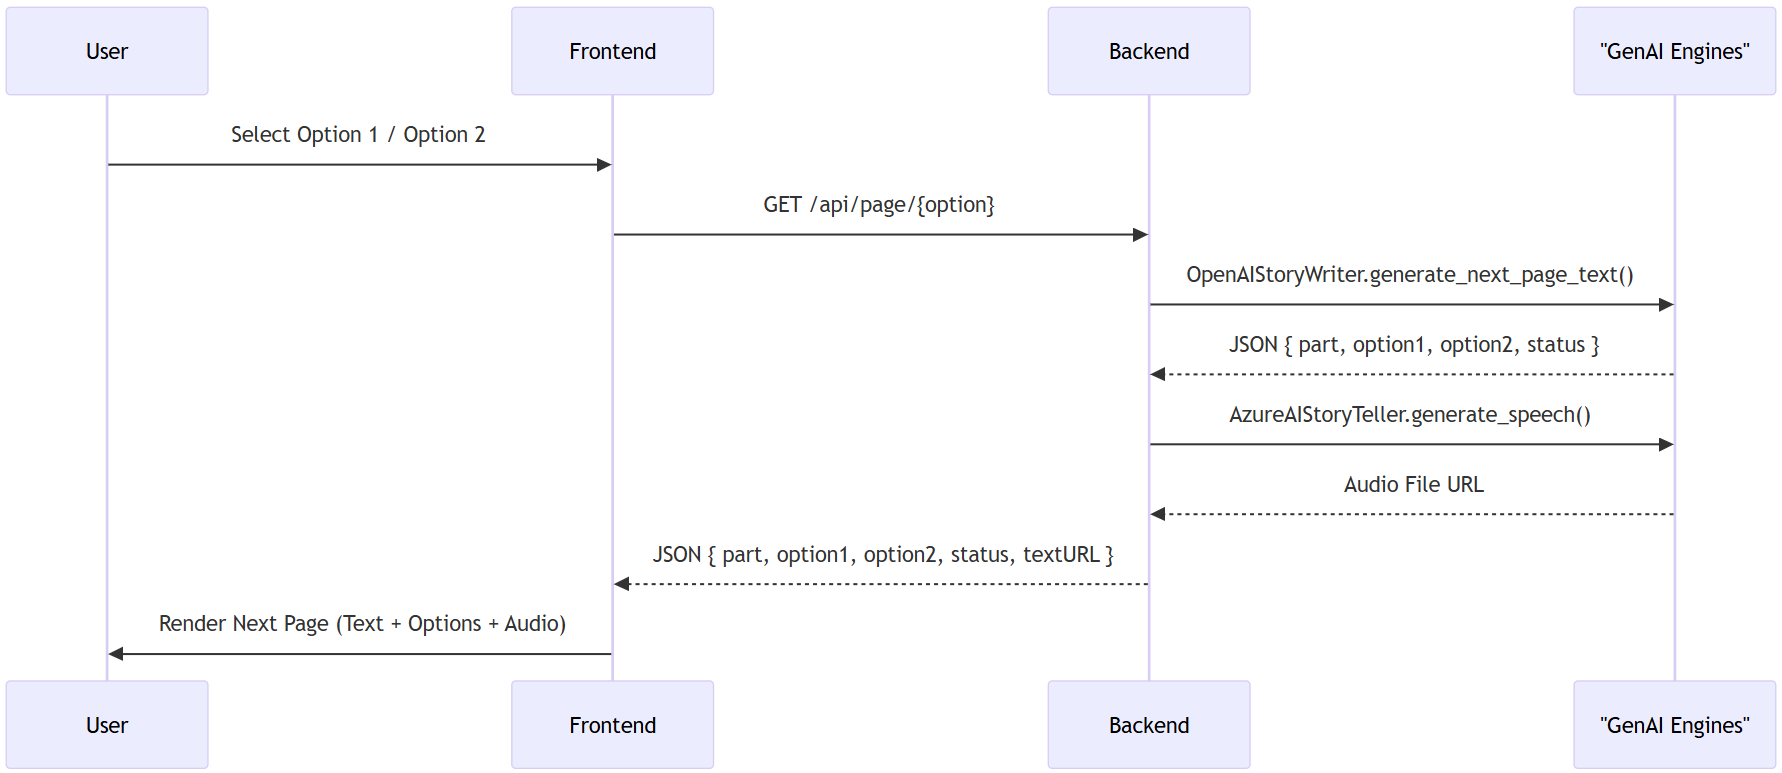 User
Frontend
Backend
"GenAI Engines"
Select Option 1 / Option 2
GET /api/page/{option}
OpenAIStoryWriter.generate_next_page_text()
JSON { part, option1, option2, status }
AzureAIStoryTeller.generate_speech()
Audio File URL
JSON { part, option1, option2, status, textURL }
Render Next Page (Text + Options + Audio)
User
Frontend
Backend
"GenAI Engines"